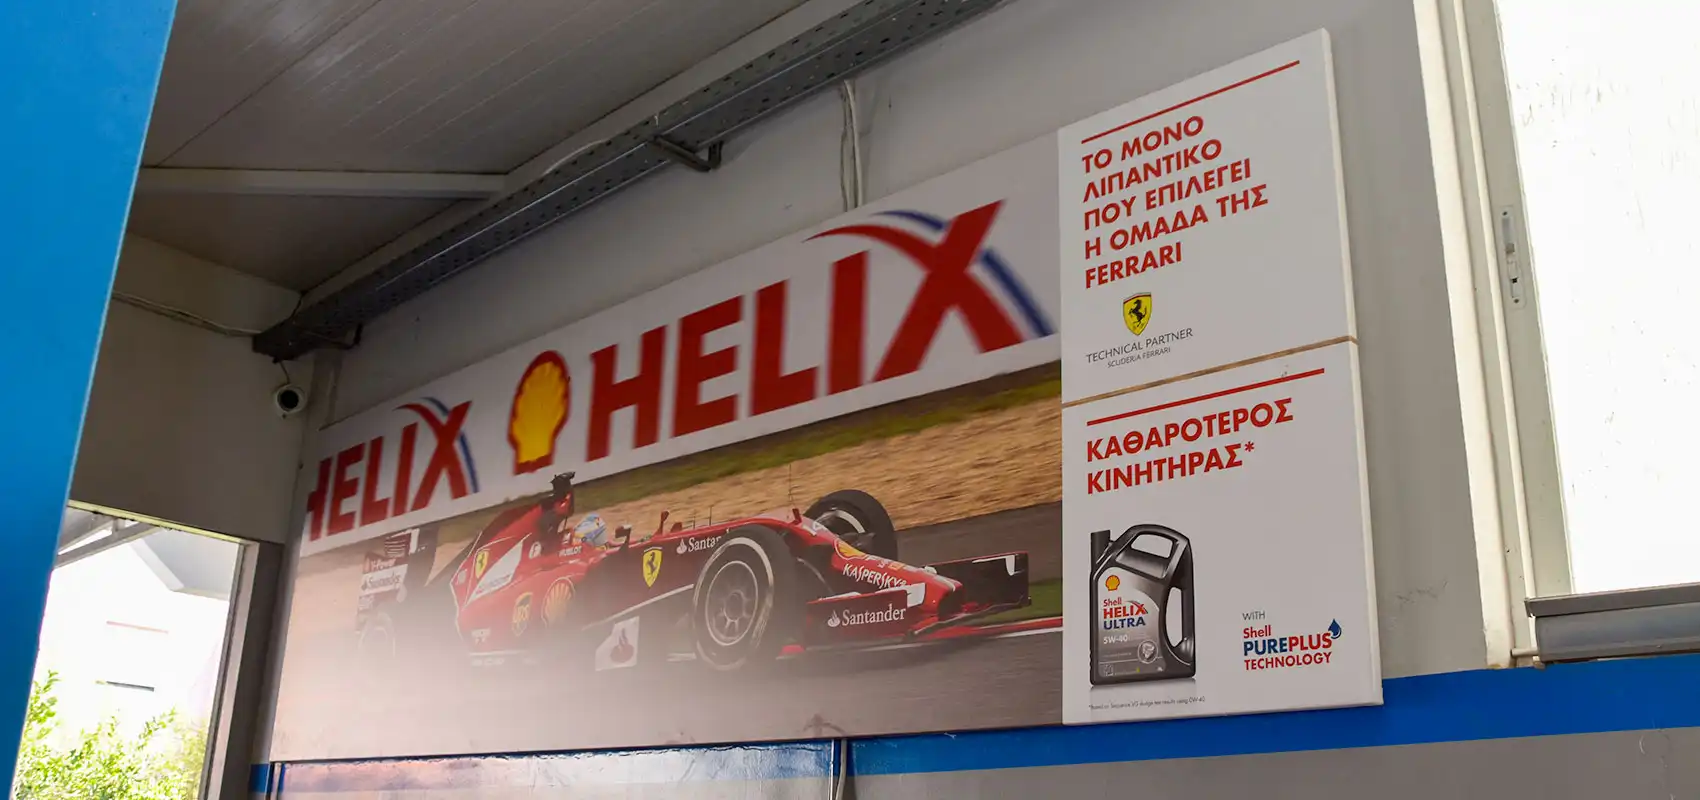 HELIX
HELIX
ΤΟ ΜΟΝΟ
ΛΙΠΑΝΤΙΚΟ
ΠΟΥ ΕΠΙΛΕΓΕΙ
Η ΟΜΑΔΑ ΤΗΣ
FERRARI
TECHNICAL PARTNER
SCUDERIA FERRARI
ΚΑΘΑΡΟΤΕΡΟΣ
ΚΙΝΗΤΗΡΑΣ*
Shell
HELIX
ULTRA
5W-40
WITH
Shell
PUREPLUS
TECHNOLOGY
Santander
KASPERSKY
Santander
HUBLOT